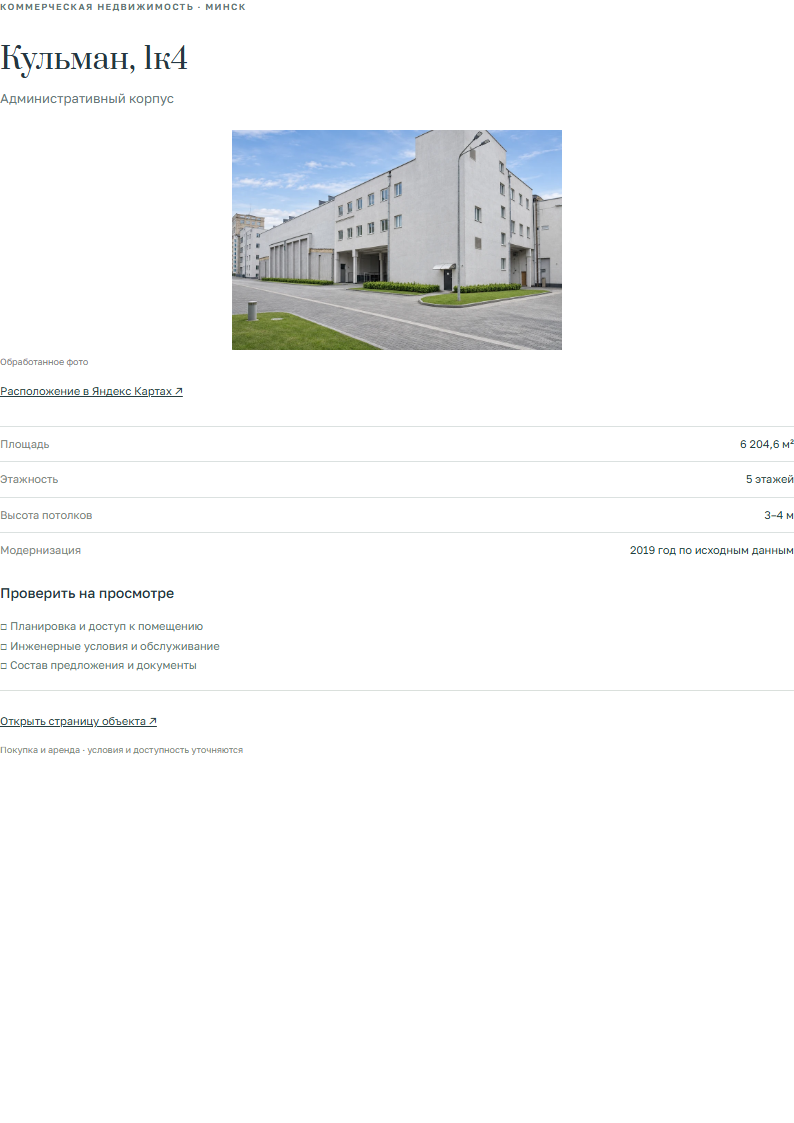 КОММЕРЧЕСКАЯ НЕДВИЖИМОСТЬ · МИНСК
Кульман, 1к4
Административный корпус
Обработанное фото
Расположение в Яндекс Картах ↗
Площадь 6 204,6 м²
Этажность 5 этажей
Высота потолков 3–4 м
Модернизация 2019 год по исходным данным
Проверить на просмотре
□ Планировка и доступ к помещению
□ Инженерные условия и обслуживание
□ Состав предложения и документы
Открыть страницу объекта ↗
Покупка и аренда · условия и доступность уточняются